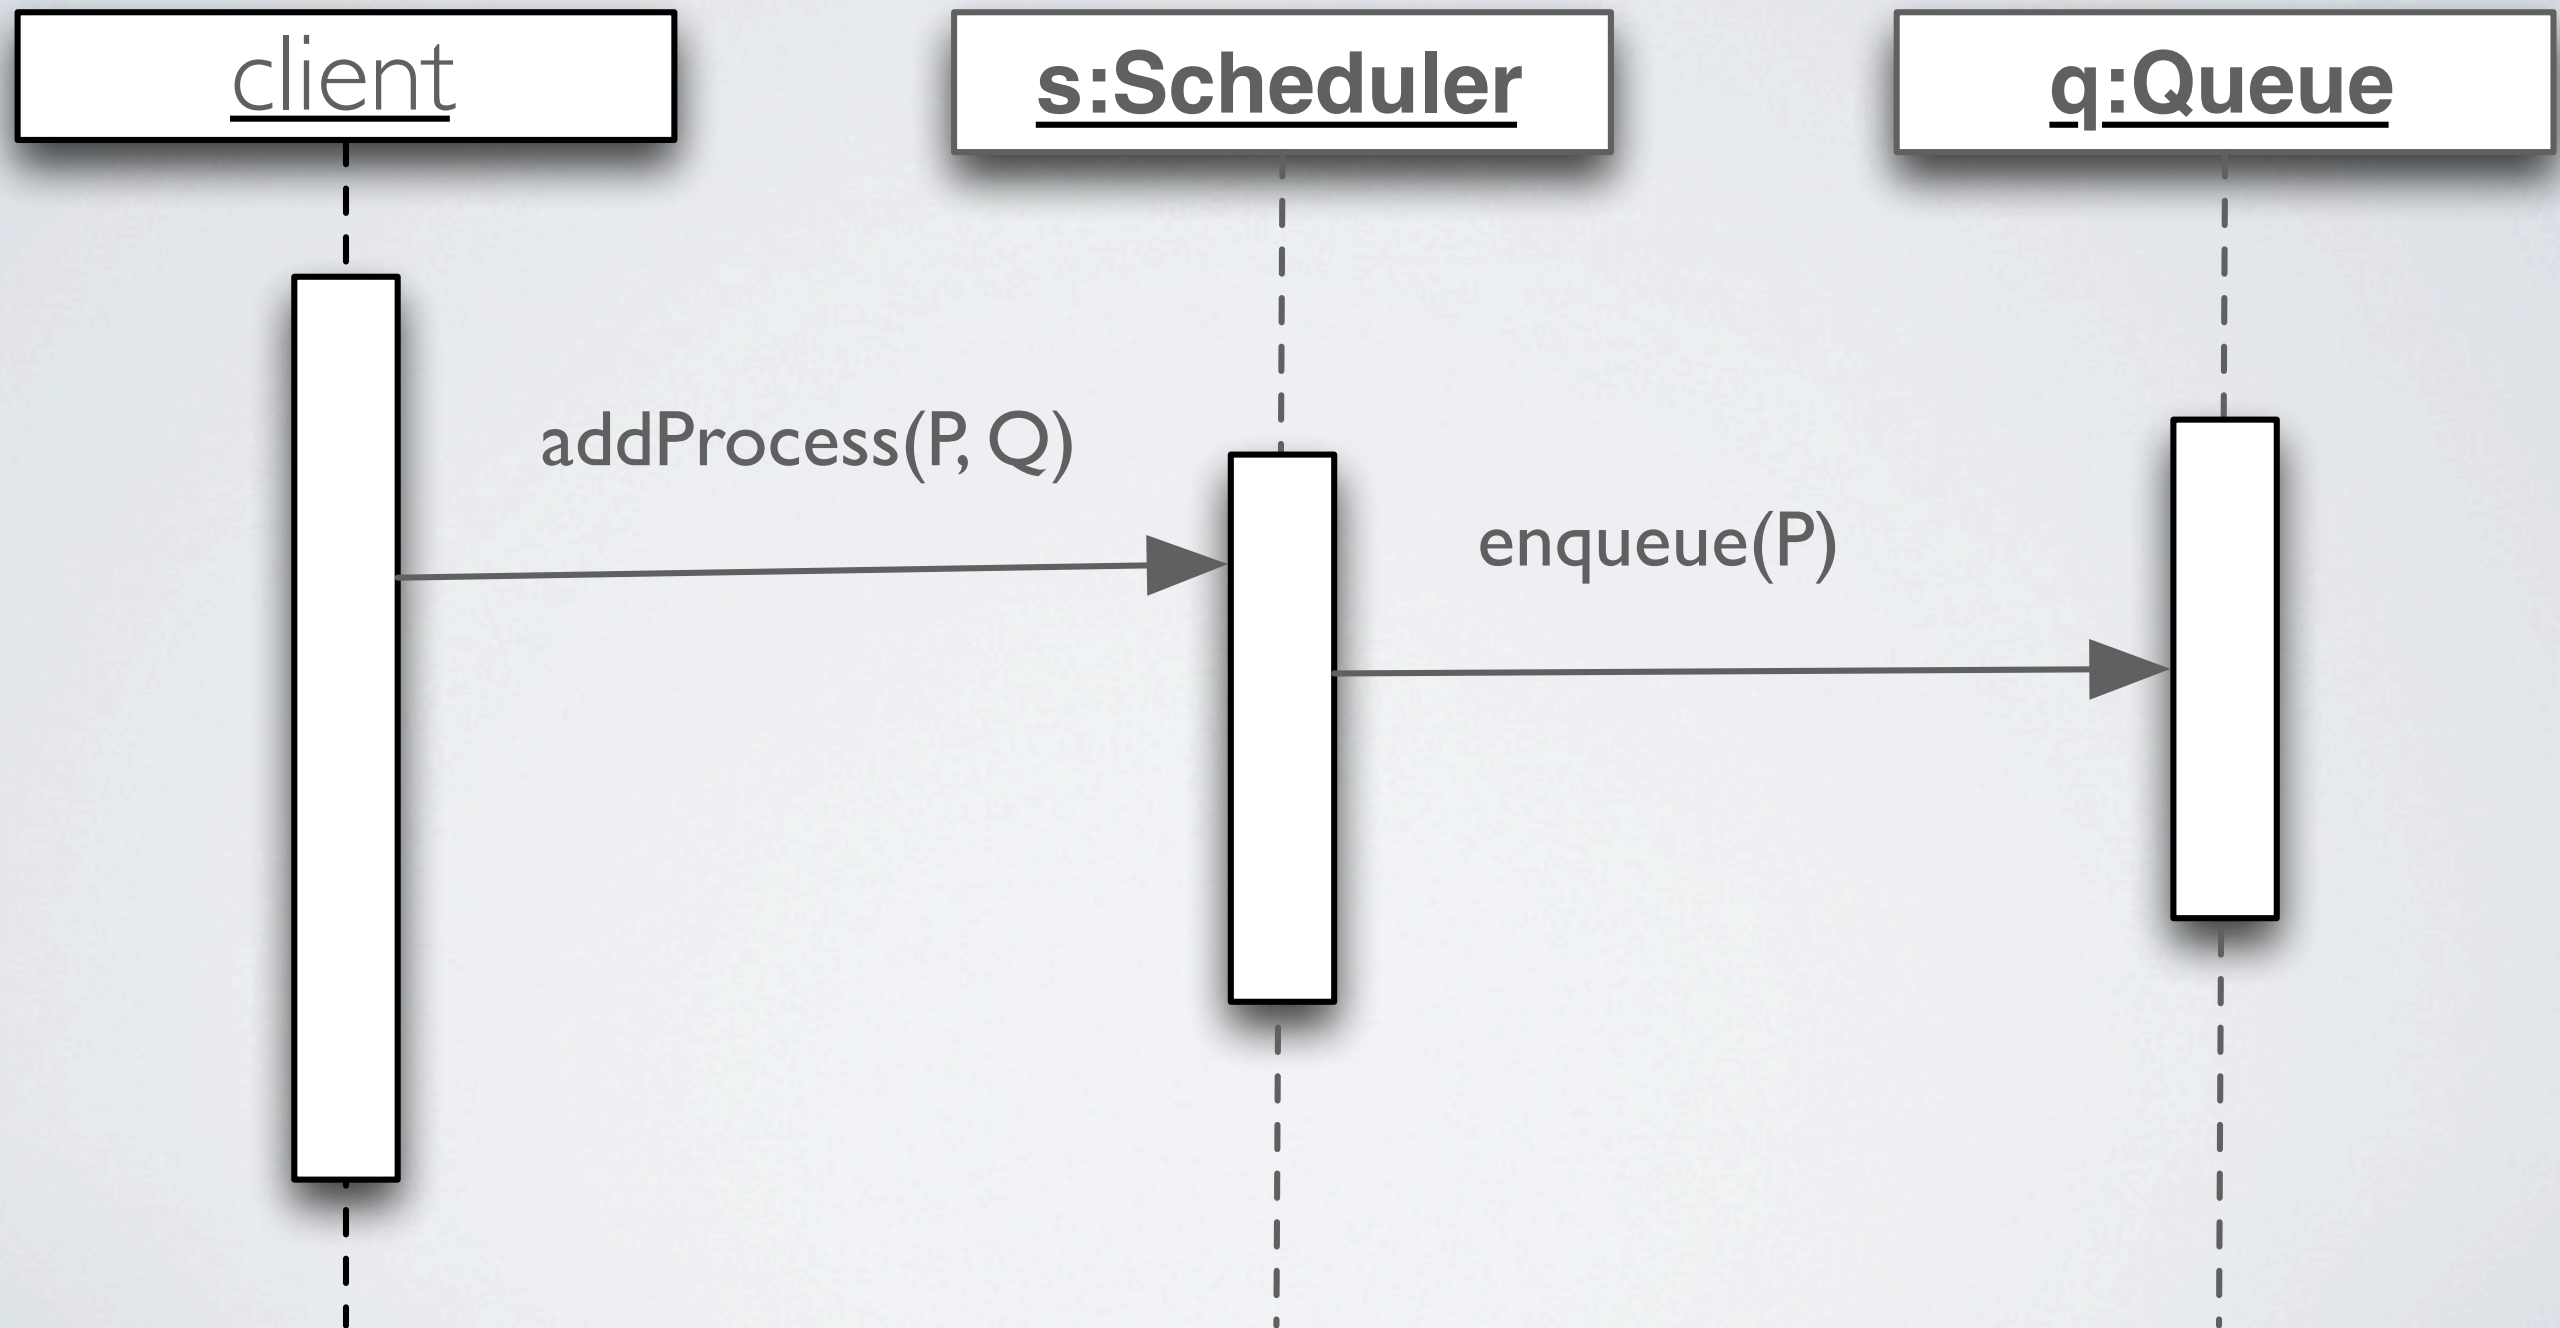 client
s:Scheduler
q:Queue
addProcess(P, Q)
enqueue(P)